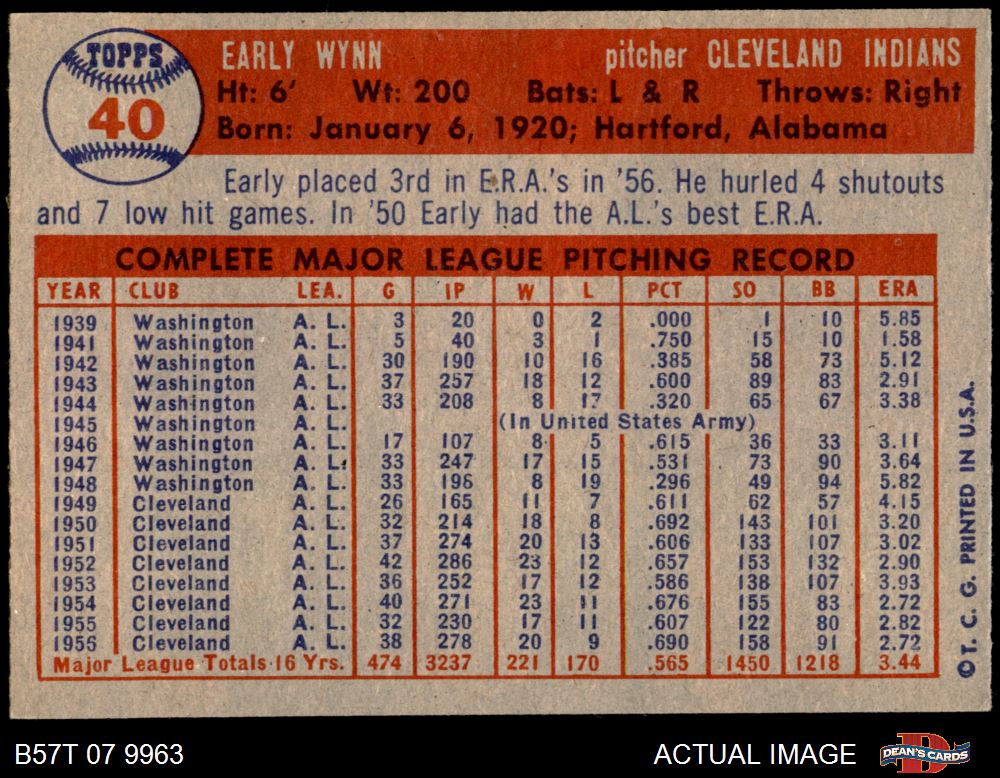 TOPPS
40
EARLY WYNN pitcher CLEVELAND INDIANS
Ht: 6' Wt: 200 Bats: L & R Throws: Right
Born: January 6, 1920; Hartford, Alabama
Early placed 3rd in E.R.A.'s in '56. He hurled 4 shutouts
and 7 low hit games. In '50 Early had the A.L.'s best E.R.A.
COMPLETE MAJOR LEAGUE PITCHING RECORD
YEAR CLUB LEA. G IP W L PCT SO BB ERA
1939 Washington A. L. 3 20 0 2 .000 1 10 5.85
1941 Washington A. L. 5 40 3 1 .750 15 10 1.58
1942 Washington A. L. 30 190 10 16 .385 58 73 5.12
1943 Washington A. L. 37 257 18 12 .600 89 83 2.91
1944 Washington A. L. 33 208 8 17 .320 65 67 3.38
1945 Washington A. L. (In United States Army)
1946 Washington A. L. 17 107 8 5 .615 36 33 3.11
1947 Washington A. L. 33 247 17 15 .531 73 90 3.64
1948 Washington A. L. 33 198 8 19 .296 49 94 5.82
1949 Cleveland A. L. 26 165 11 7 .611 62 57 4.15
1950 Cleveland A. L. 32 214 18 8 .692 143 101 3.20
1951 Cleveland A. L. 37 274 20 13 .606 133 107 3.02
1952 Cleveland A. L. 42 286 23 12 .657 153 132 2.90
1953 Cleveland A. L. 36 252 17 12 .586 138 107 3.93
1954 Cleveland A. L. 40 271 23 11 .676 155 83 2.72
1955 Cleveland A. L. 32 230 17 11 .607 122 80 2.82
1956 Cleveland A. L. 38 278 20 9 .690 158 91 2.72
Major League Totals 16 Yrs. 474 3237 221 170 .565 1450 1218 3.44
©T. C. G. PRINTED IN U.S.A.
B57T 07 9963 ACTUAL IMAGE DEAN'S CARDS